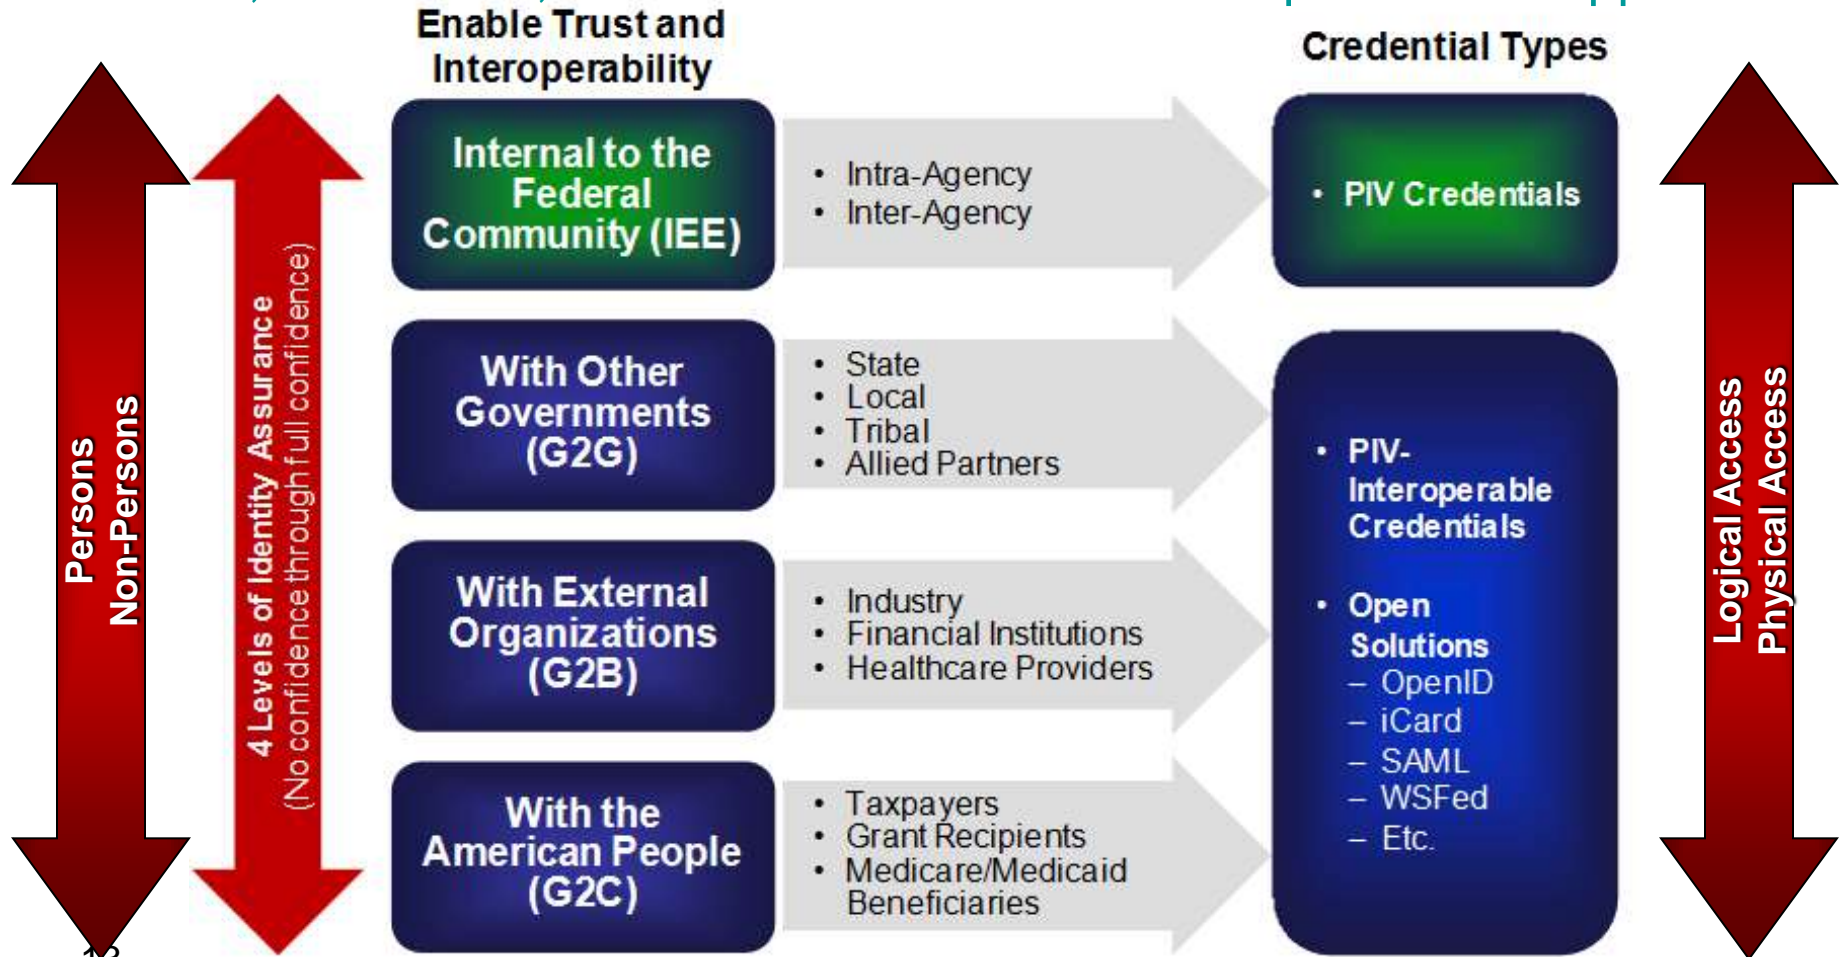 Enable Trust and
Interoperability
Credential Types
Persons
Non-Persons
4 Levels of Identity Assurance
(No confidence through full confidence)
Internal to the
Federal
Community (IEE)
• Intra-Agency
• Inter-Agency
• PIV Credentials
With Other
Governments
(G2G)
• State
• Local
• Tribal
• Allied Partners
With External
Organizations
(G2B)
• Industry
• Financial Institutions
• Healthcare Providers
With the
American People
(G2C)
• Taxpayers
• Grant Recipients
• Medicare/Medicaid
Beneficiaries
• PIV-
Interoperable
Credentials
• Open
Solutions
– OpenID
– iCard
– SAML
– WSFed
– Etc.
Logical Access
Physical Access